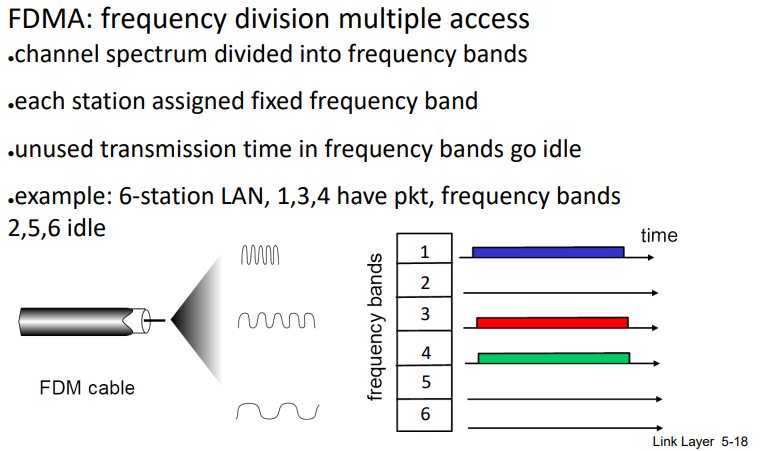 FDMA: frequency division multiple access
•channel spectrum divided into frequency bands
•each station assigned fixed frequency band
•unused transmission time in frequency bands go idle
•example: 6-station LAN, 1,3,4 have pkt, frequency bands
2,5,6 idle
FDM cable
frequency bands
1
2
3
4
5
6
time
Link Layer 5-18